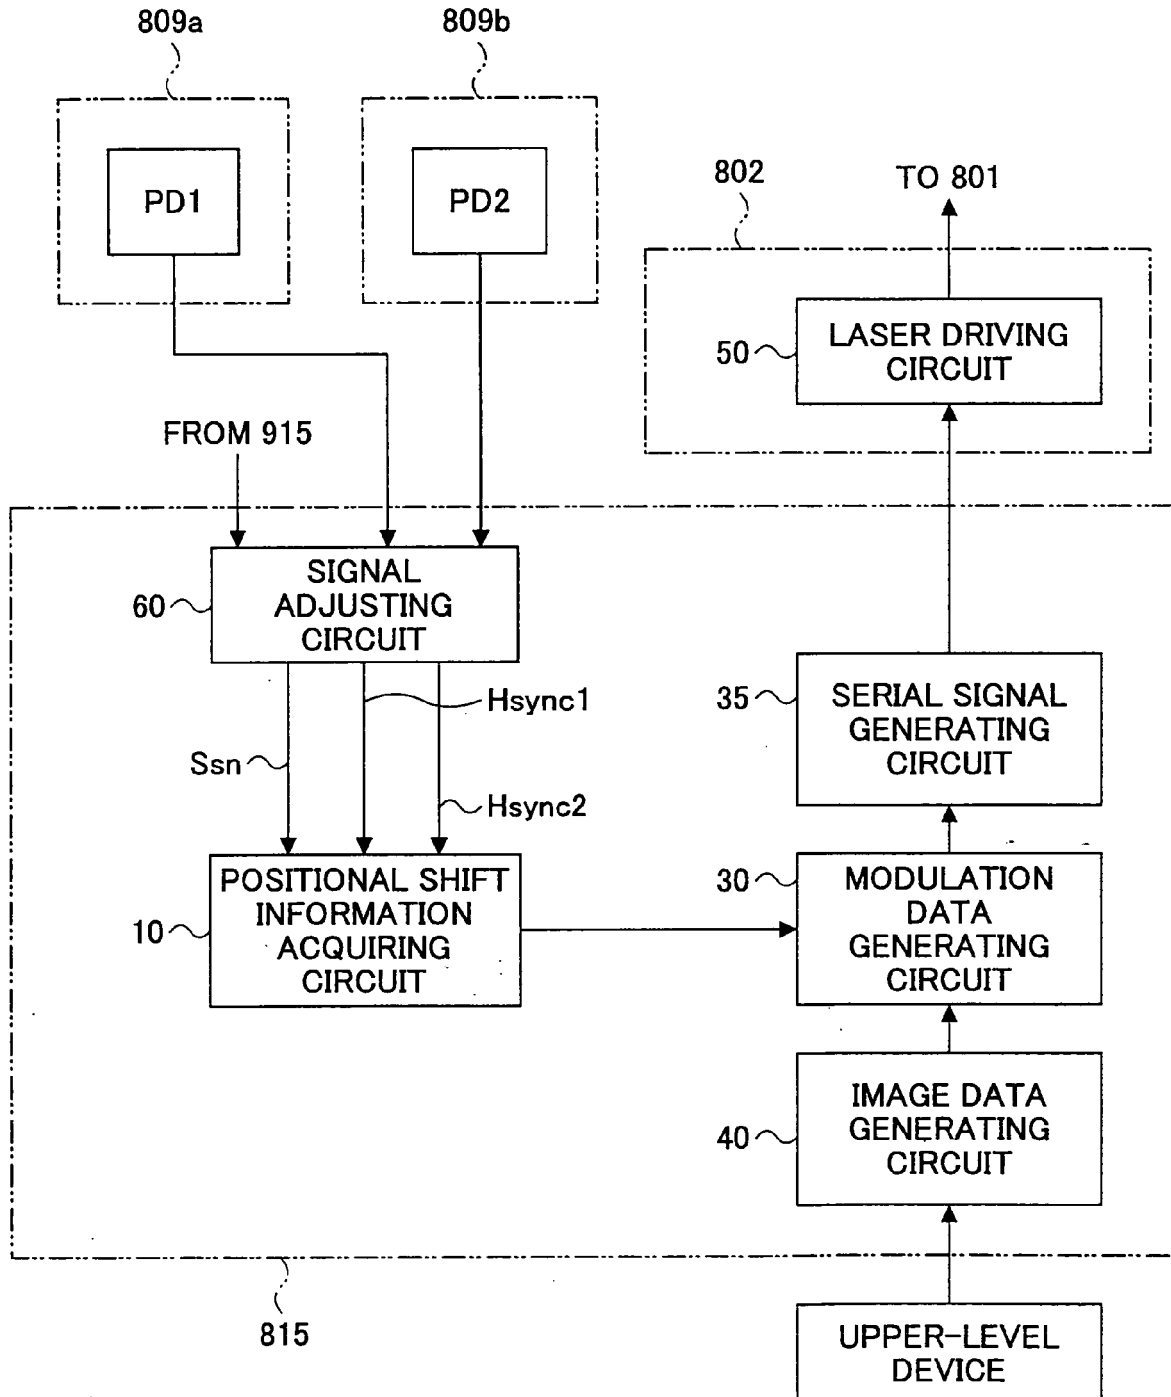 809a
809b
PD1
PD2
802
TO 801
50
LASER DRIVING
CIRCUIT
FROM 915
60
SIGNAL
ADJUSTING
CIRCUIT
Ssn
Hsync1
Hsync2
35
SERIAL SIGNAL
GENERATING
CIRCUIT
10
POSITIONAL SHIFT
INFORMATION
ACQUIRING
CIRCUIT
30
MODULATION
DATA
GENERATING
CIRCUIT
40
IMAGE DATA
GENERATING
CIRCUIT
815
UPPER-LEVEL
DEVICE